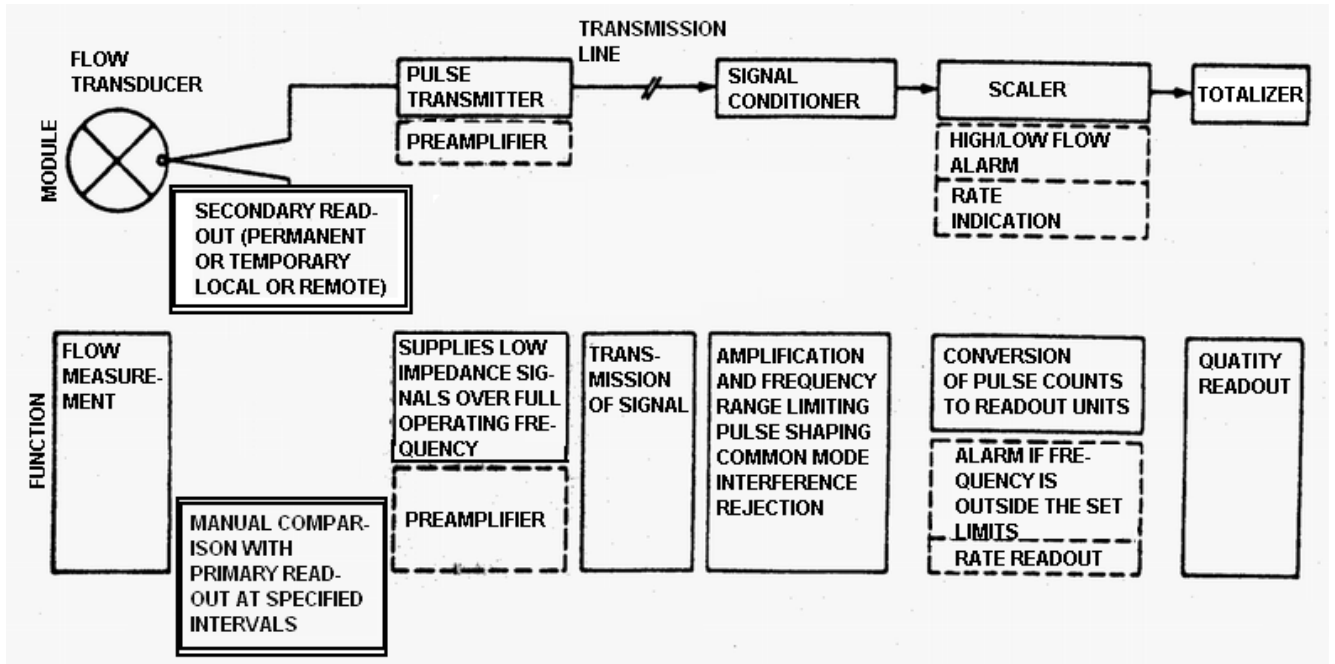 FLOW
TRANSDUCER
MODULE
PULSE
TRANSMITTER
PREAMPLIFIER
TRANSMISSION
LINE
SIGNAL
CONDITIONER
SCALER
HIGH/LOW FLOW
ALARM
RATE
INDICATION
TOTALIZER
SECONDARY READ-
OUT (PERMANENT
OR TEMPORARY
LOCAL OR REMOTE)
FUNCTION
FLOW
MEASURE-
MENT
MANUAL COMPAR-
ISON WITH
PRIMARY READ-
OUT AT SPECIFIED
INTERVALS
SUPPLIES LOW
IMPEDANCE SIG-
NALS OVER FULL
OPERATING FRE-
QUENCY
PREAMPLIFIER
TRANS-
MISSION
OF SIGNAL
AMPLIFICATION
AND FREQUENCY
RANGE LIMITING
PULSE SHAPING
COMMON MODE
INTERFERENCE
REJECTION
CONVERSION
OF PULSE COUNTS
TO READOUT UNITS
ALARM IF FRE-
QUENCY IS
OUTSIDE THE SET
LIMITS
RATE READOUT
QUATITY
READOUT